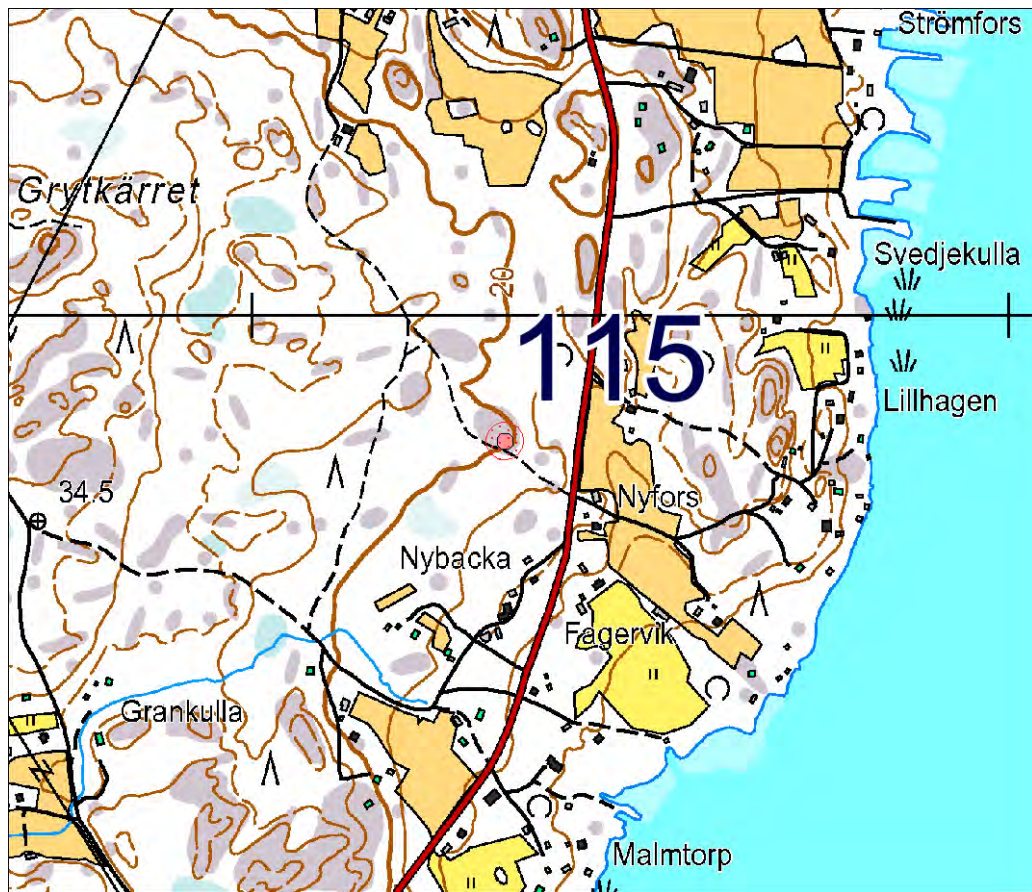 Strömfors
Grytkärret
Svedjekulla
20
115
Lillhagen
34.5
Nyfors
Nybacka
Fagervik
Grankulla
Malmtorp